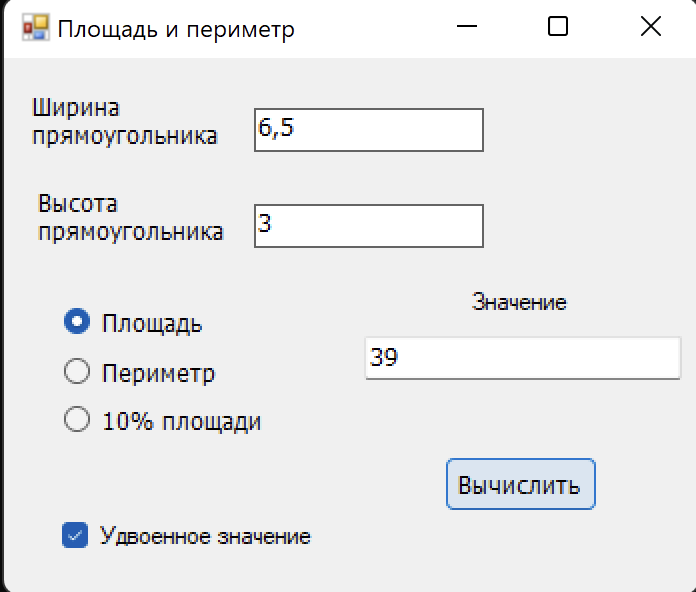 Площадь и периметр
Ширина
прямоугольника
6,5
Высота
прямоугольника
3
Значение
Площадь
39
Периметр
10% площади
Вычислить
Удвоенное значение